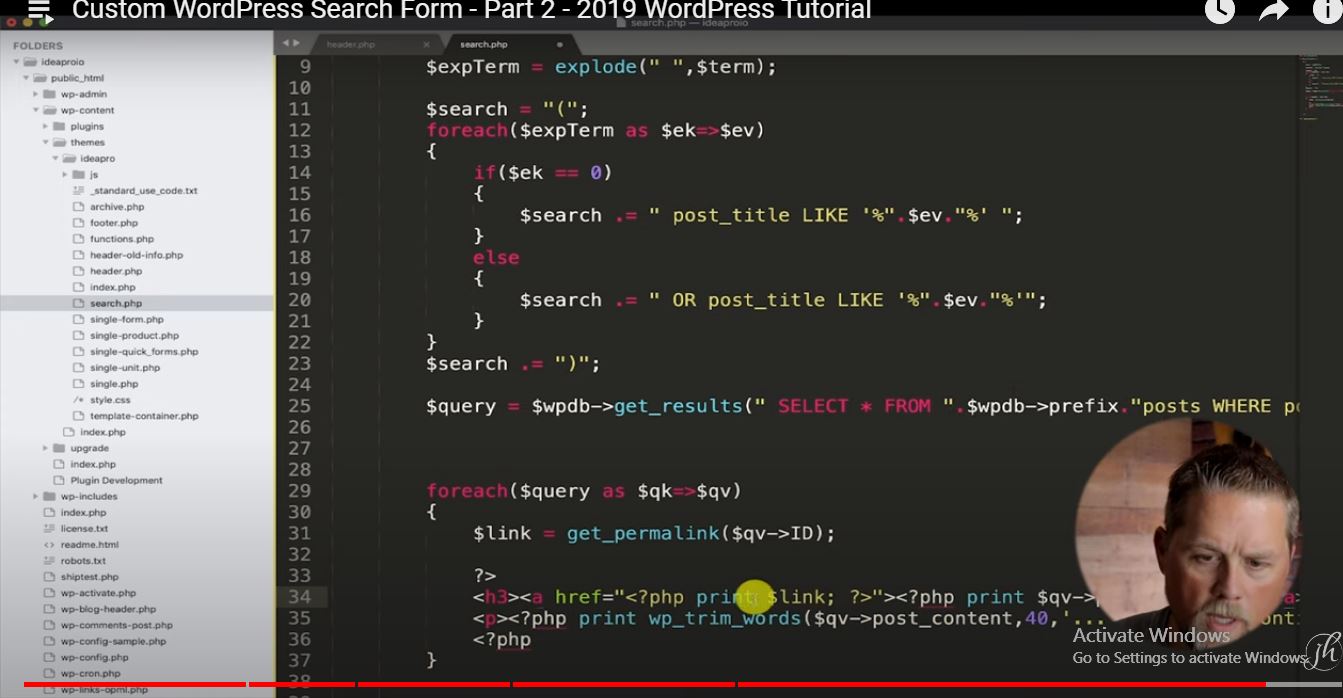 Custom WordPress Search Form - Part 2 - 2019 WordPress Tutorial
search.php — ideaproio
FOLDERS
ideaproio
public_html
wp-admin
wp-content
plugins
themes
ideapro
js
_standard_use_code.txt
archive.php
footer.php
functions.php
header-old-info.php
header.php
index.php
search.php
single-form.php
single-product.php
single-quick_forms.php
single-unit.php
single.php
style.css
template-container.php
index.php
upgrade
index.php
Plugin Development
wp-includes
index.php
license.txt
readme.html
robots.txt
shiptest.php
wp-activate.php
wp-blog-header.php
wp-comments-post.php
wp-config-sample.php
wp-config.php
wp-cron.php
wp-links-opml.php
header.php
search.php
9 $expTerm = explode(" ",$term);
10
11 $search = "(";
12 foreach($expTerm as $ek=>$ev)
13 {
14 if($ek == 0)
15 {
16 $search .= " post_title LIKE '%".$ev."%' ";
17 }
18 else
19 {
20 $search .= " OR post_title LIKE '%".$ev."%'";
21 }
22 }
23 $search .= ")";
24
25 $query = $wpdb->get_results(" SELECT * FROM ".$wpdb->prefix."posts WHERE
26
27
28
29 foreach($query as $qk=>$qv)
30 {
31 $link = get_permalink($qv->ID);
32
33 ?>
34 <h3><a href="<?php print $link; ?>"><?php print $qv->
35 <p><?php print wp_trim_words($qv->post_content,40,'...
36 <?php
37 }
38
Activate Windows
Go to Settings to activate Windows.
jh